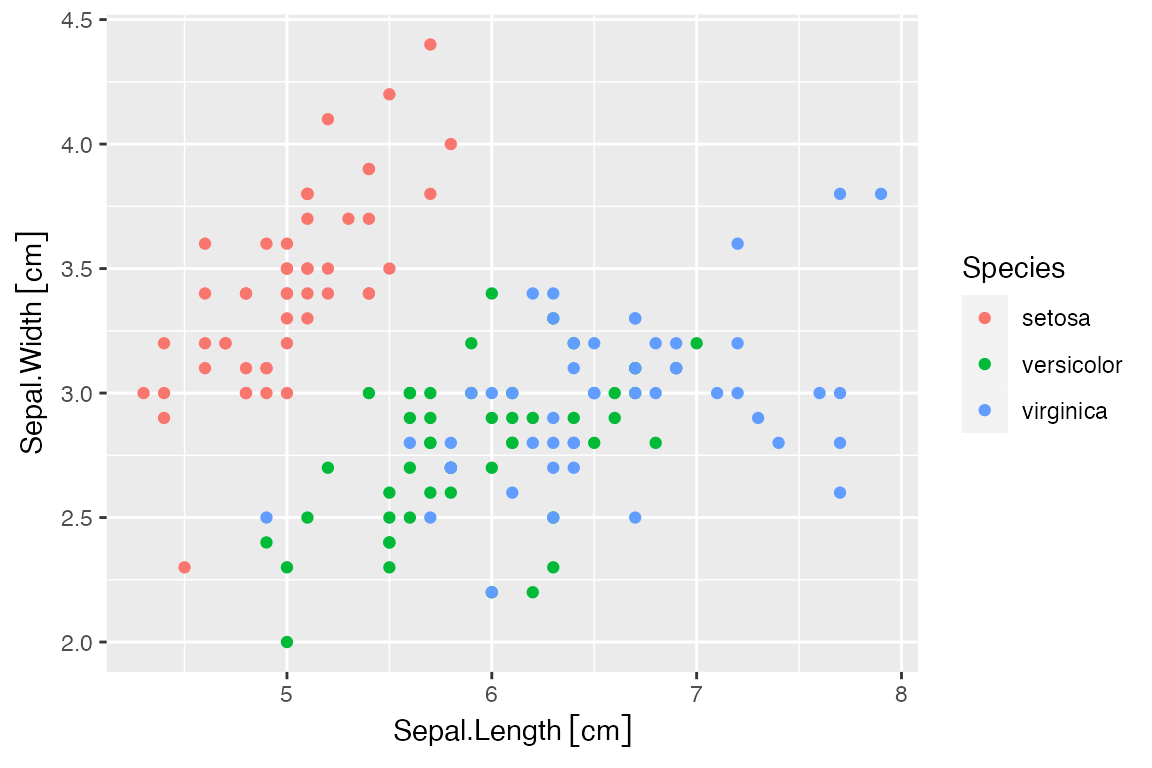 4.5
4.0
3.5
3.0
2.5
2.0
Sepal.Width [cm]
5 6 7 8
Sepal.Length [cm]
Species
setosa
versicolor
virginica